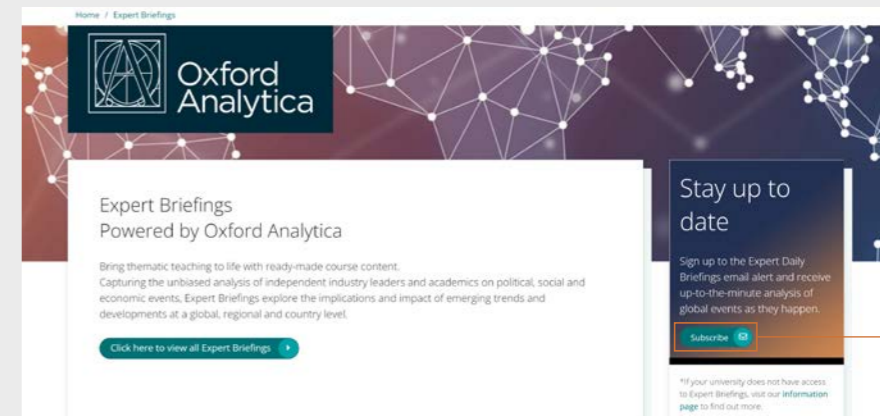 Home / Expert Briefings
Oxford
Analytica
Expert Briefings
Powered by Oxford Analytica
Bring thematic teaching to life with ready-made course content.
Capturing the unbiased analysis of independent industry leaders and academics on political, social and
economic events, Expert Briefings explore the implications and impact of emerging trends and
developments at a global, regional and country level.
Click here to view all Expert Briefings
Stay up to
date
Sign up to the Expert Daily
Briefings email alert and receive
up-to-the-minute analysis of
global events as they happen.
Subscribe
*If your university does not have access
to Expert Briefings, visit our information
page to find out more.